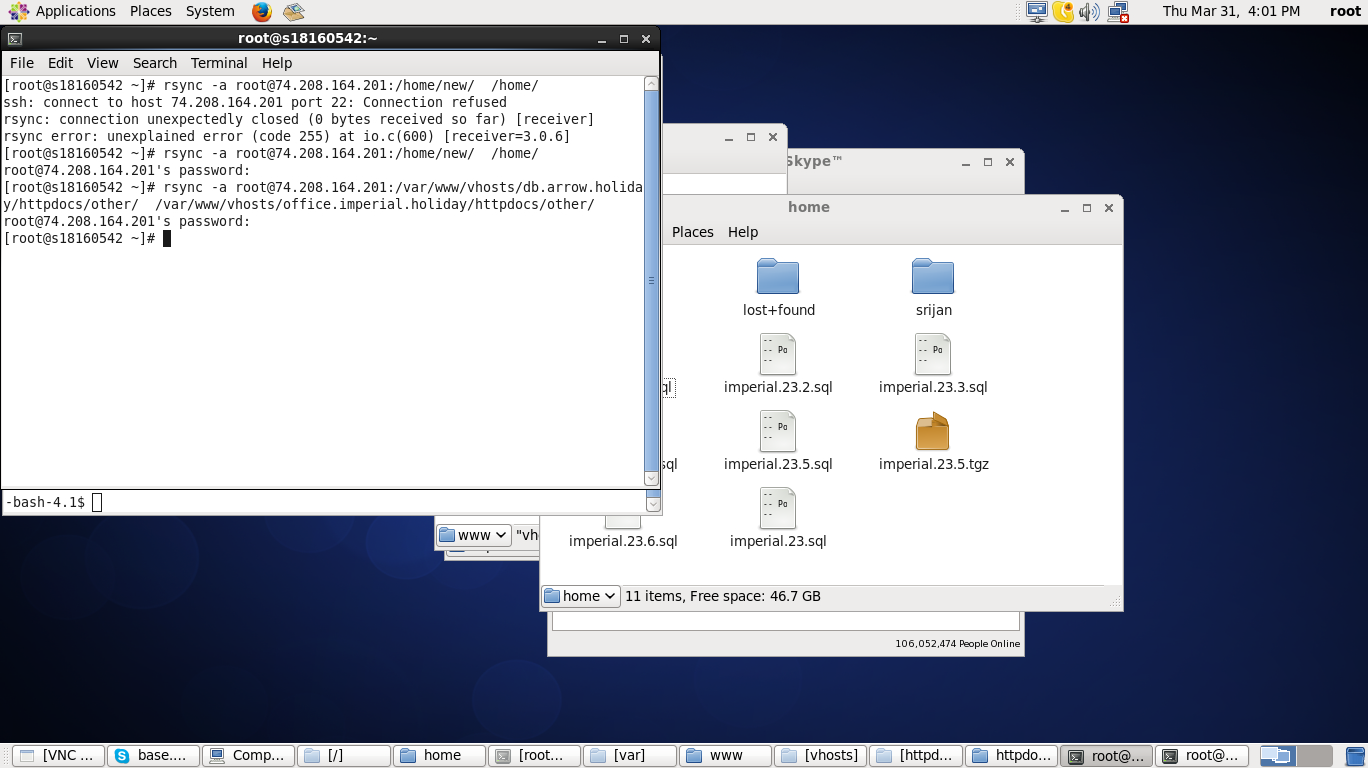 Applications Places System Thu Mar 31, 4:01 PM root
root@s18160542:~
File Edit View Search Terminal Help
[root@s18160542 ~]# rsync -a root@74.208.164.201:/home/new/  /home/
ssh: connect to host 74.208.164.201 port 22: Connection refused
rsync: connection unexpectedly closed (0 bytes received so far) [receiver]
rsync error: unexplained error (code 255) at io.c(600) [receiver=3.0.6]
[root@s18160542 ~]# rsync -a root@74.208.164.201:/home/new/  /home/
root@74.208.164.201's password:
[root@s18160542 ~]# rsync -a root@74.208.164.201:/var/www/vhosts/db.arrow.holida
y/httpdocs/other/  /var/www/vhosts/office.imperial.holiday/httpdocs/other/
root@74.208.164.201's password:
[root@s18160542 ~]#
-bash-4.1$
Skype™
home
Places Help
lost+found srijan
ql imperial.23.2.sql imperial.23.3.sql
sql imperial.23.5.sql imperial.23.5.tgz
imperial.23.6.sql imperial.23.sql
www "vh
home 11 items, Free space: 46.7 GB
106,052,474 People Online
[VNC ... base.... Comp... [/] home [root... [var] www [vhosts] [httpd... httpdo... root@... root@...